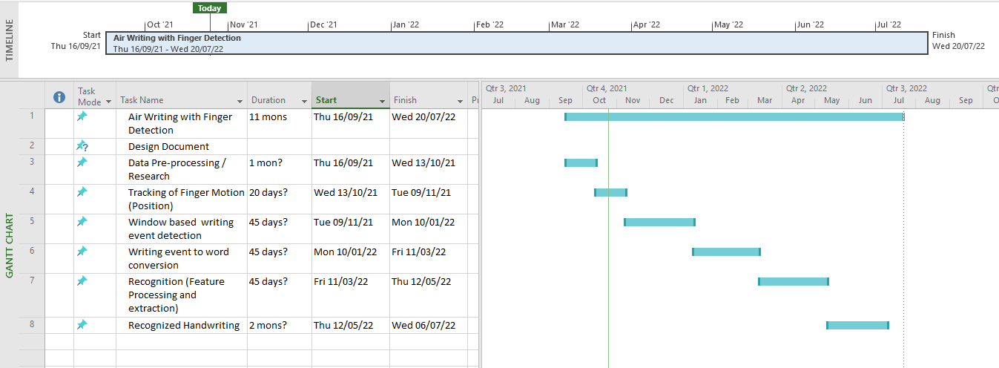 Today
Oct '21 Nov '21 Dec '21 Jan '22 Feb '22 Mar '22 Apr '22 May '22 Jun '22 Jul '22
TIMELINE
Start
Thu 16/09/21
Air Writing with Finger Detection
Thu 16/09/21 - Wed 20/07/22
Finish
Wed 20/07/22
GANTT CHART
Task Mode Task Name Duration Start Finish
Qtr 3, 2021 Qtr 4, 2021 Qtr 1, 2022 Qtr 2, 2022 Qtr 3, 2022
Jul Aug Sep Oct Nov Dec Jan Feb Mar Apr May Jun Jul Aug Sep
1 Air Writing with Finger 11 mons Thu 16/09/21 Wed 20/07/22
Detection
2 Design Document
3 Data Pre-processing / 1 mon? Thu 16/09/21 Wed 13/10/21
Research
4 Tracking of Finger Motion 20 days? Wed 13/10/21 Tue 09/11/21
(Position)
5 Window based writing 45 days? Tue 09/11/21 Mon 10/01/22
event detection
6 Writing event to word 45 days? Mon 10/01/22 Fri 11/03/22
conversion
7 Recognition (Feature 45 days? Fri 11/03/22 Thu 12/05/22
Processing and
extraction)
8 Recognized Handwriting 2 mons? Thu 12/05/22 Wed 06/07/22